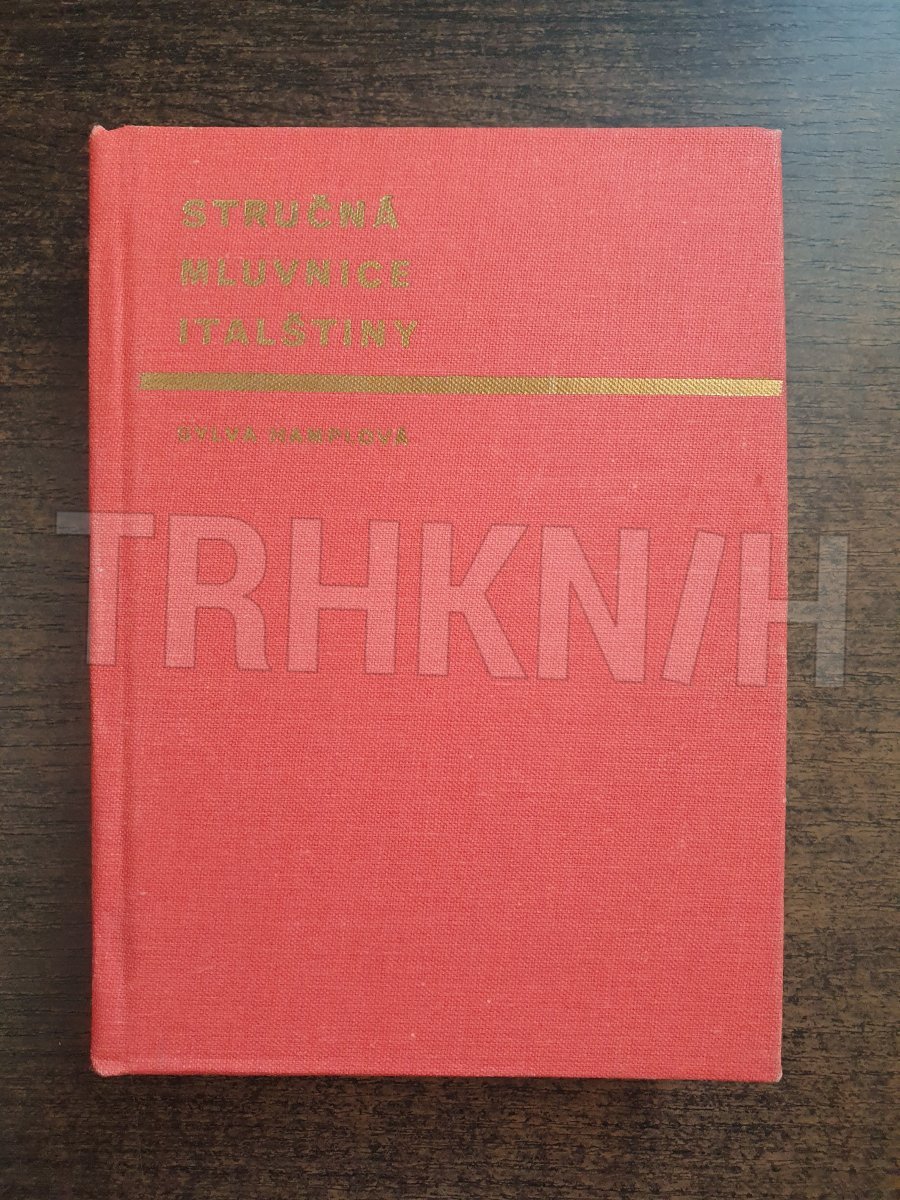 STRUČNÁ
MLUVNICE
ITALŠTINY
SYLVA HAMPLOVÁ
TRHKNIH